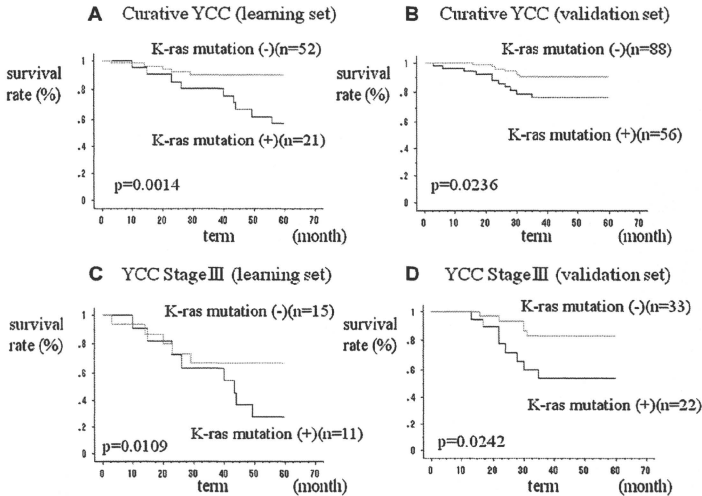 A Curative YCC (learning set)
K-ras mutation (-)(n=52)
survival
rate (%)
1
.8
.6
.4
.2
0
K-ras mutation (+)(n=21)
p=0.0014
0 10 20 30 40 50 60 70
term (month)
B Curative YCC (validation set)
K-ras mutation (-)(n=88)
survival
rate (%)
1
.8
.6
.4
.2
0
K-ras mutation (+)(n=56)
p=0.0236
0 10 20 30 40 50 60 70
term (month)
C YCC StageⅢ (learning set)
K-ras mutation (-)(n=15)
survival
rate (%)
1
.8
.6
.4
.2
0
K-ras mutation (+)(n=11)
p=0.0109
0 10 20 30 40 50 60 70
term (month)
D YCC StageⅢ (validation set)
K-ras mutation (-)(n=33)
survival
rate (%)
1
.8
.6
.4
.2
0
K-ras mutation (+)(n=22)
p=0.0242
0 10 20 30 40 50 60 70
term (month)